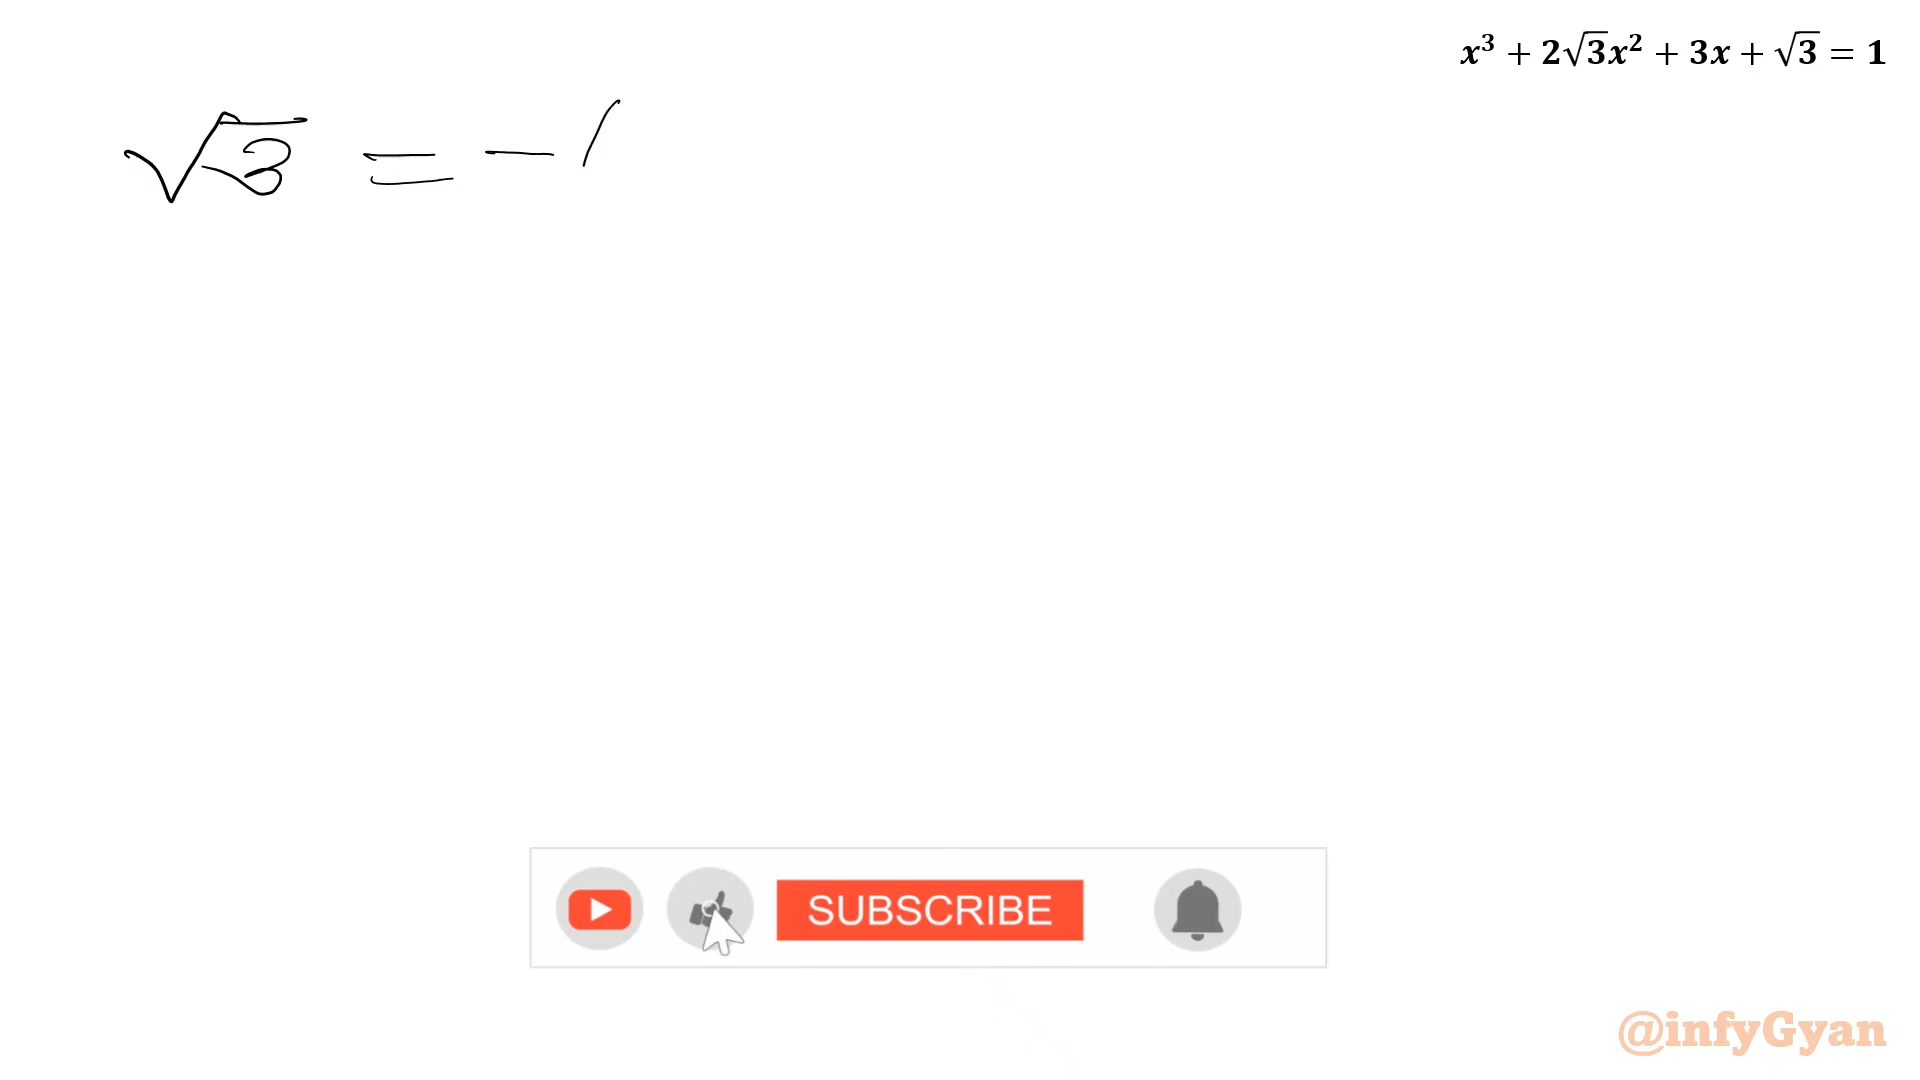 x³ + 2√3x² + 3x + √3 = 1
√3 = - (
SUBSCRIBE
@infyGyan